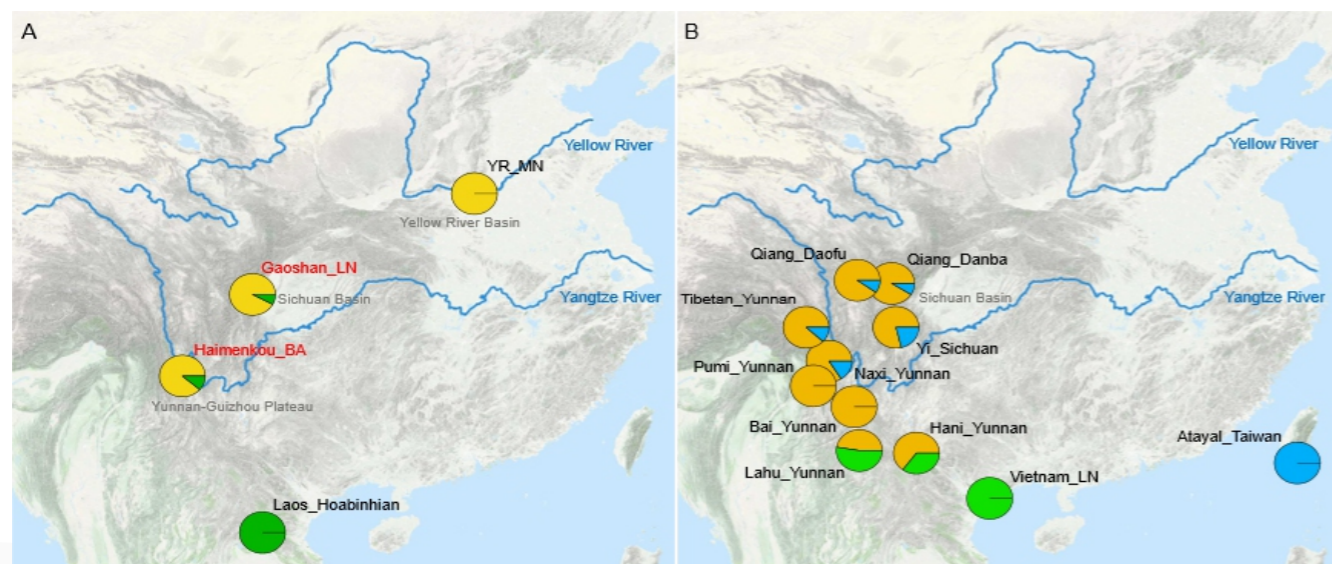 A
Yellow River
YR_MN
Yellow River Basin
Gaoshan_LN
Sichuan Basin
Yangtze River
Haimenkou_BA
Yunnan-Guizhou Plateau
Laos_Hoabinhian
B
Yellow River
Qiang_Daofu
Qiang_Danba
Sichuan Basin
Yangtze River
Tibetan_Yunnan
Yi_Sichuan
Pumi_Yunnan
Naxi_Yunnan
Bai_Yunnan
Hani_Yunnan
Atayal_Taiwan
Lahu_Yunnan
Vietnam_LN